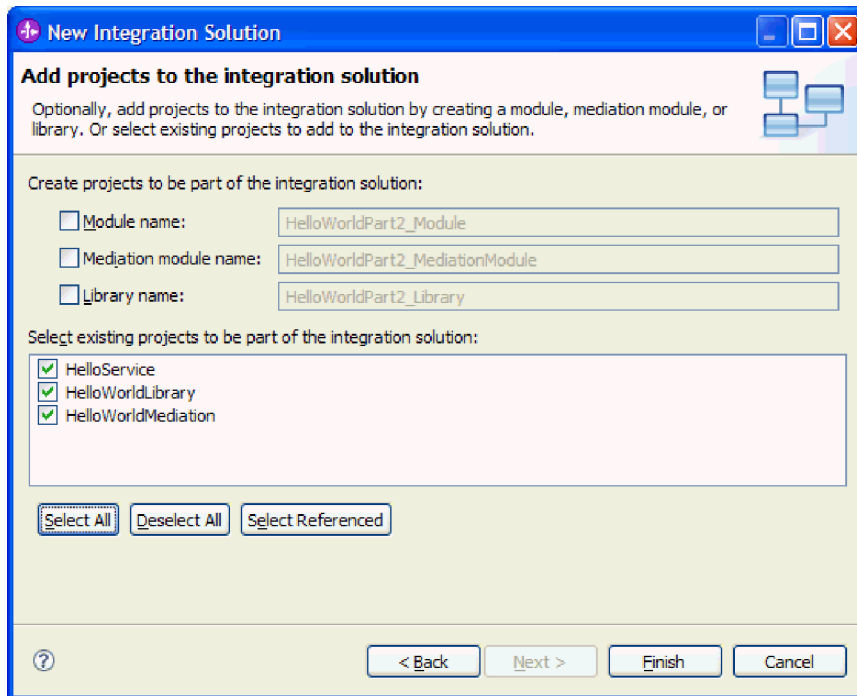 New Integration Solution
Add projects to the integration solution
Optionally, add projects to the integration solution by creating a module, mediation module, or
library. Or select existing projects to add to the integration solution.
Create projects to be part of the integration solution:
Module name: HelloWorldPart2_Module
Mediation module name: HelloWorldPart2_MediationModule
Library name: HelloWorldPart2_Library
Select existing projects to be part of the integration solution:
HelloService
HelloWorldLibrary
HelloWorldMediation
Select All Deselect All Select Referenced
? < Back Next > Finish Cancel